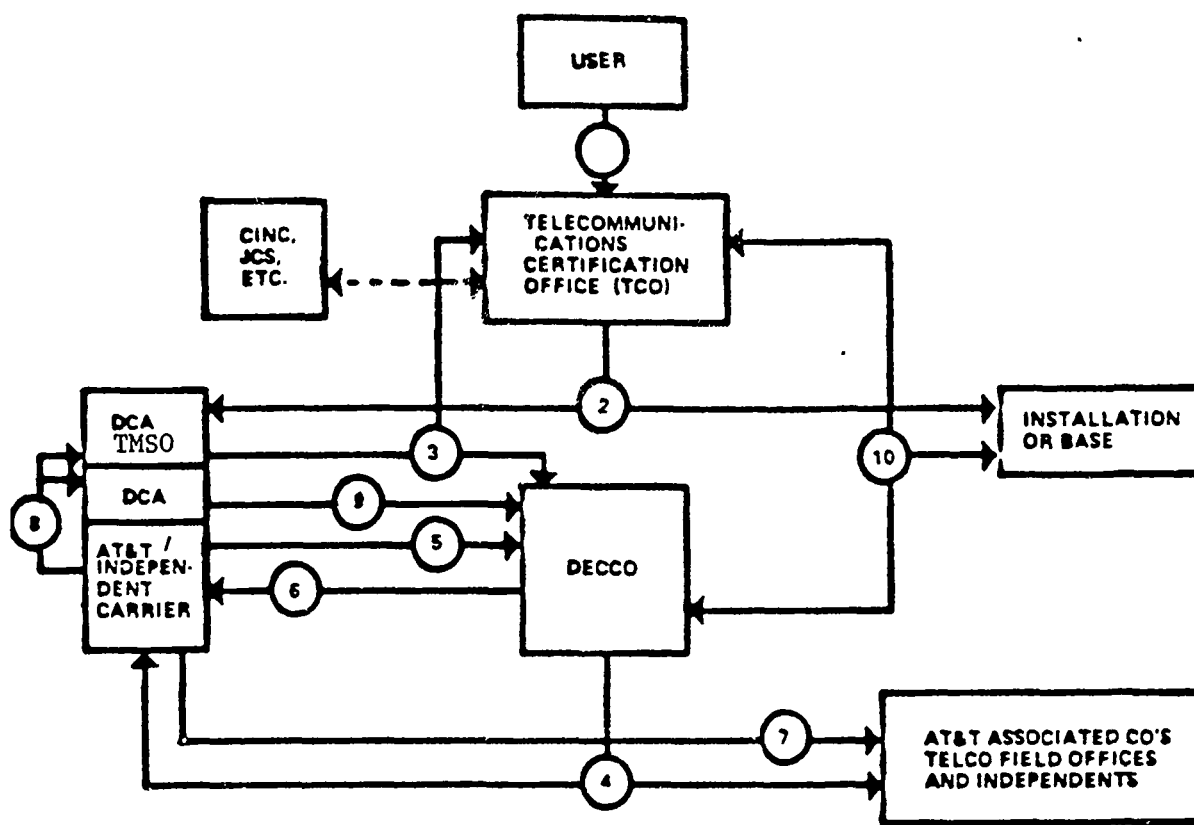 USER
TELECOMMUNI-
CATIONS
CERTIFICATION
OFFICE (TCO)
CINC,
JCS,
ETC.
2
DCA
TMSO
3
INSTALLATION
OR BASE
10
DCA
9
8
5
AT&T /
INDEPEN-
DENT
CARRIER
DECCO
6
7
AT&T ASSOCIATED CO'S
TELCO FIELD OFFICES
AND INDEPENDENTS
4